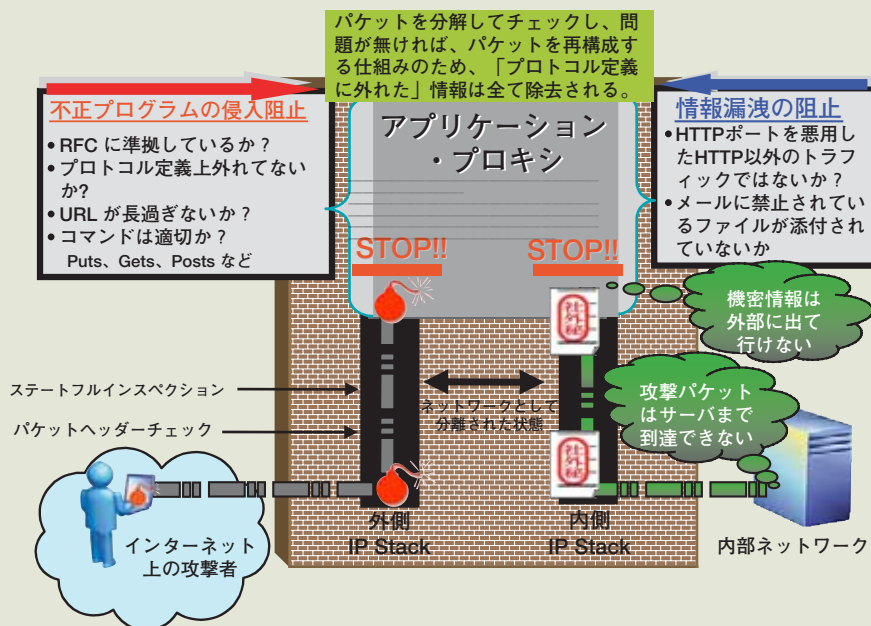 パケットを分解してチェックし、問
題が無ければ、パケットを再構成す
る仕組みのため、「プロトコル定義
に外れた」情報は全て除去される。
不正プログラムの侵入阻止
• RFC に準拠しているか？
• プロトコル定義上外れてない
か?
• URL が長過ぎないか？
• コマンドは適切か？
Puts、Gets、Posts など
アプリケーション
・プロキシ
情報漏洩の阻止
• HTTPポートを悪用し
たHTTP以外のトラフ
ィックではないか？
• メールに禁止されてい
るファイルが添付され
ていないか
STOP!!
STOP!!
社外秘
機密情報は
外部に出て
行けない
ステートフルインスペクション
パケットヘッダーチェック
ネットワークとして
分離された状態
攻撃パケット
はサーバまで
到達できない
社外秘
外側
IP Stack
内側
IP Stack
インターネット
上の攻撃者
内部ネットワーク